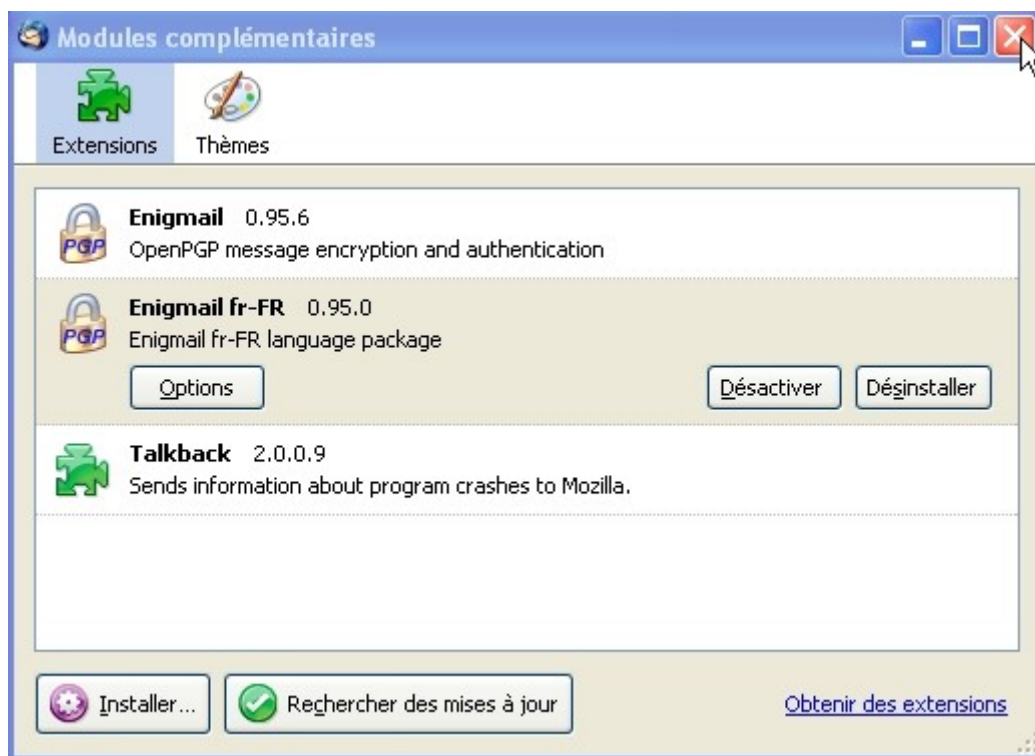 Modules complémentaires
Extensions
Thèmes
PGP
Enigmail 0.95.6
OpenPGP message encryption and authentication
PGP
Enigmail fr-FR 0.95.0
Enigmail fr-FR language package
Options
Désactiver
Désinstaller
Talkback 2.0.0.9
Sends information about program crashes to Mozilla.
Installer...
Rechercher des mises à jour
Obtenir des extensions